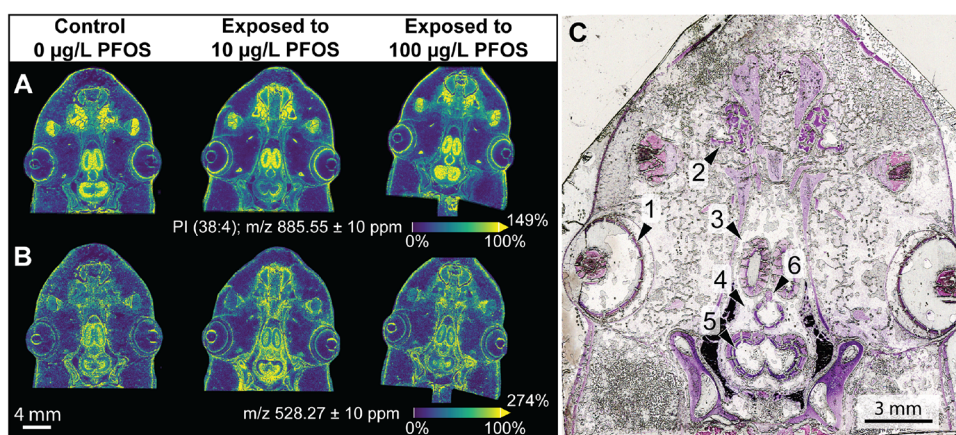 Control
0 µg/L PFOS
Exposed to
10 µg/L PFOS
Exposed to
100 µg/L PFOS
A
PI (38:4); m/z 885.55 ± 10 ppm
149%
0%
100%
B
4 mm
m/z 528.27 ± 10 ppm
274%
0%
100%
C
1
2
3
4
6
5
3 mm